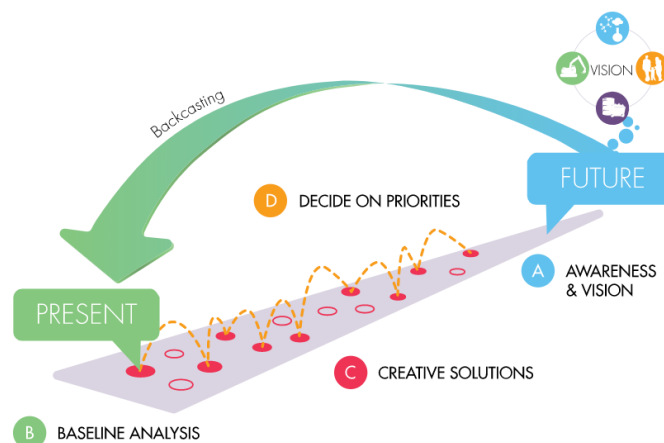 VISION
Backcasting
FUTURE
D DECIDE ON PRIORITIES
A AWARENESS
& VISION
PRESENT
C CREATIVE SOLUTIONS
B BASELINE ANALYSIS